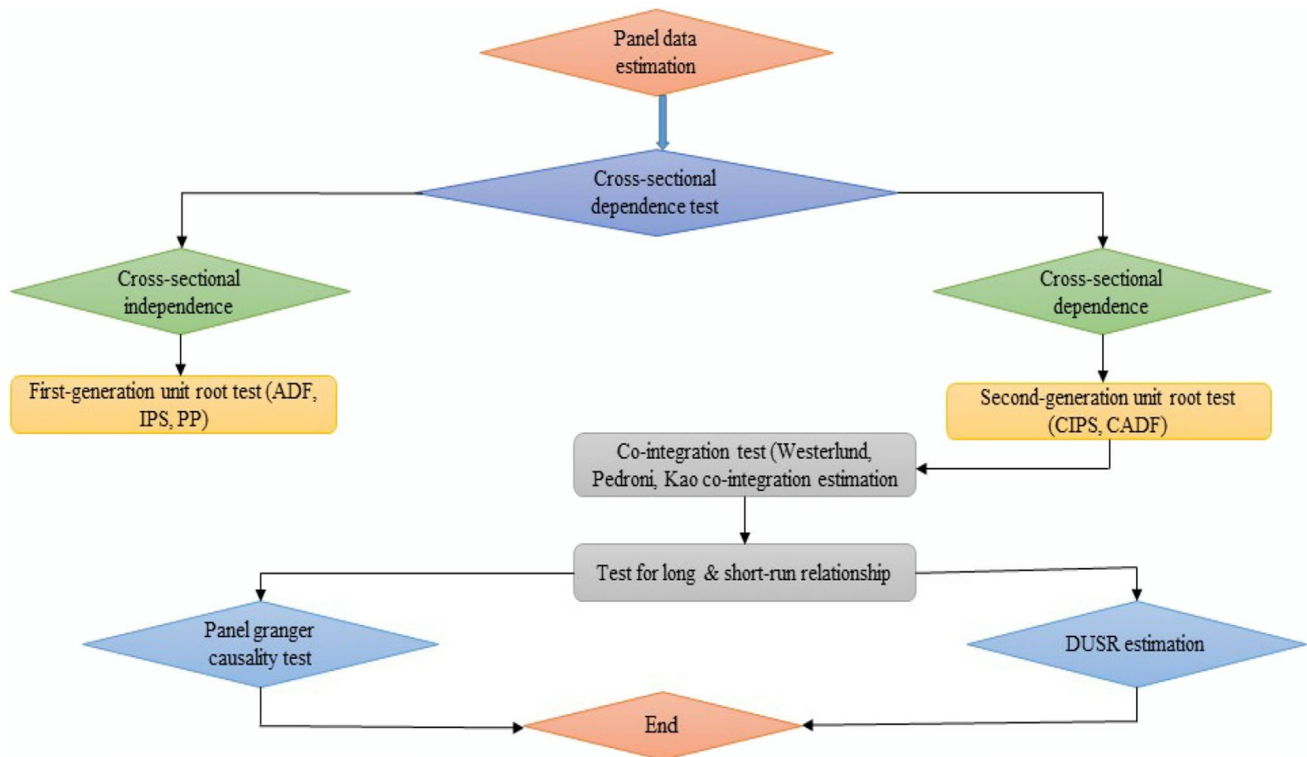 Panel data
estimation
Cross-sectional
dependence test
Cross-sectional
independence
Cross-sectional
dependence
First-generation unit root test (ADF,
IPS, PP)
Second-generation unit root test
(CIPS, CADF)
Co-integration test (Westerlund,
Pedroni, Kao co-integration estimation
Test for long & short-run relationship
Panel granger
causality test
DUSR estimation
End